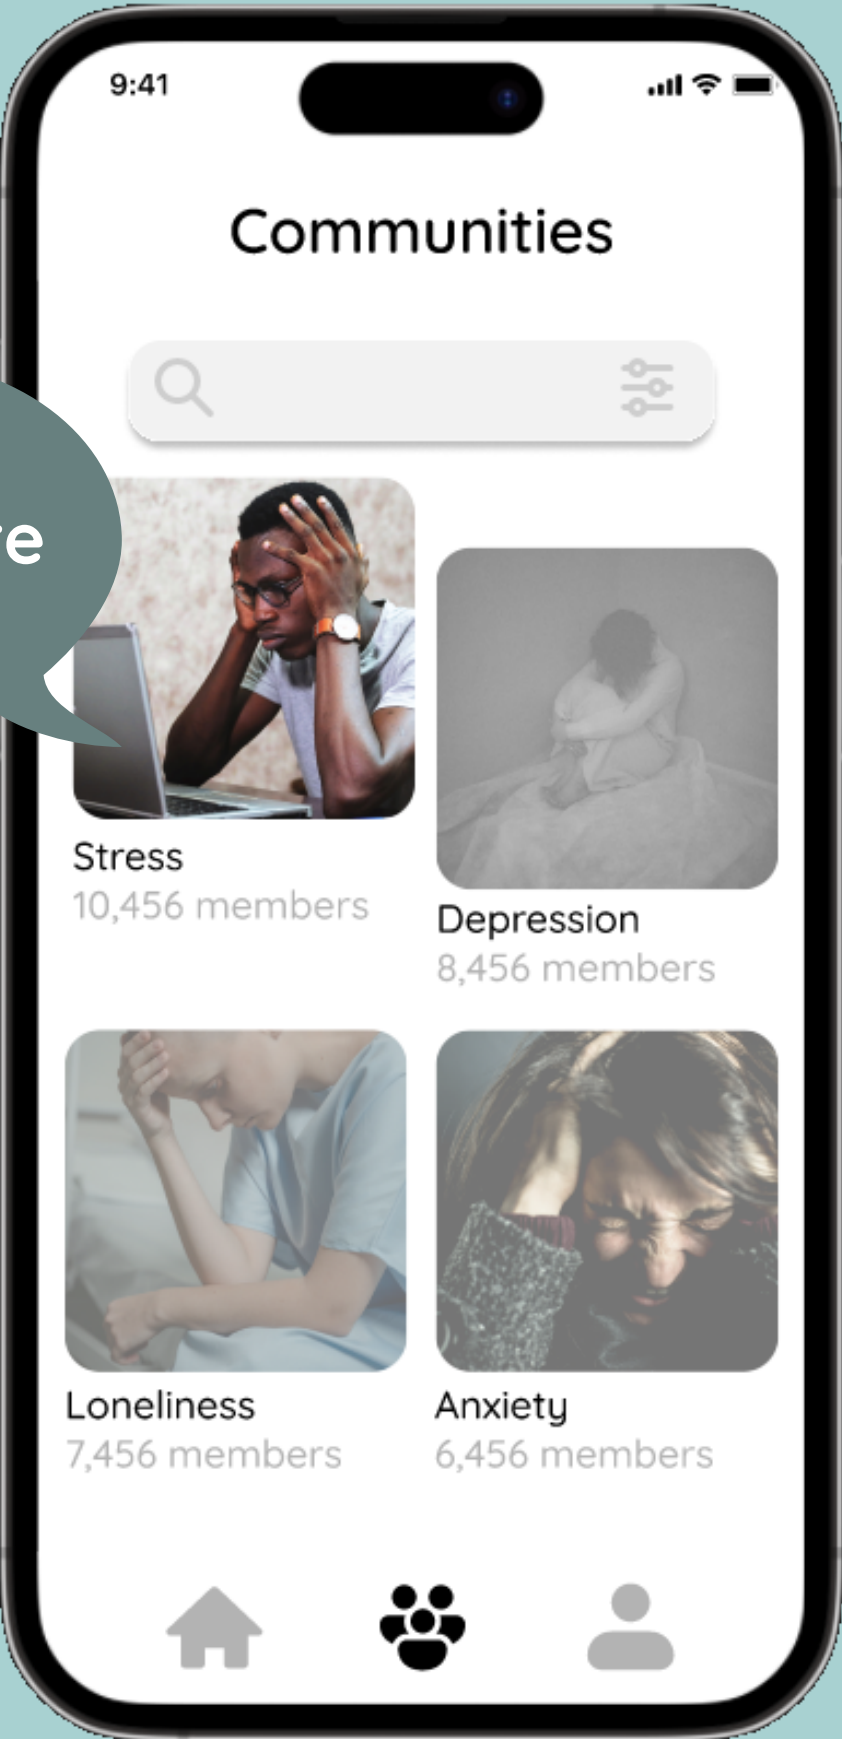 9:41
Communities
Stress
10,456 members
Depression
8,456 members
Loneliness
7,456 members
Anxiety
6,456 members